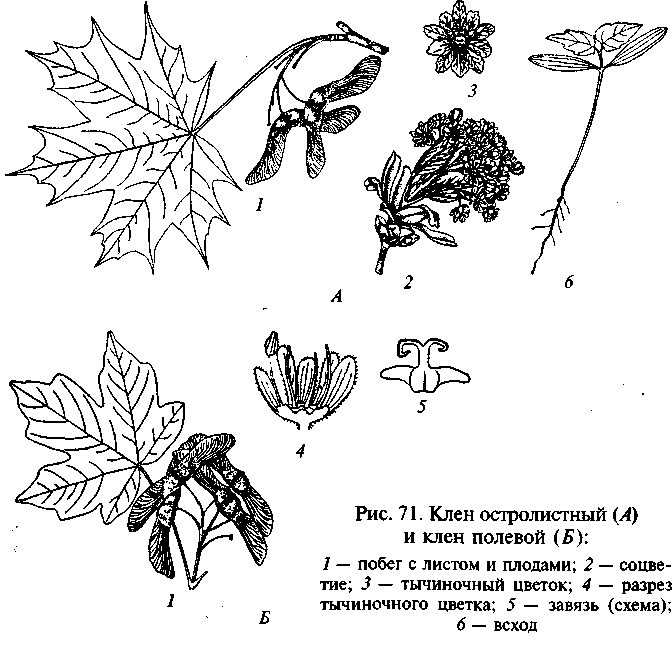 3
1
2
6
А
4
5
1
Б
Рис. 71. Клен остролистный (А)
и клен полевой (Б):
1 — побег с листом и плодами; 2 — соцве-
тие; 3 — тычиночный цветок; 4 — разрез
тычиночного цветка; 5 — завязь (схема);
6 — всход